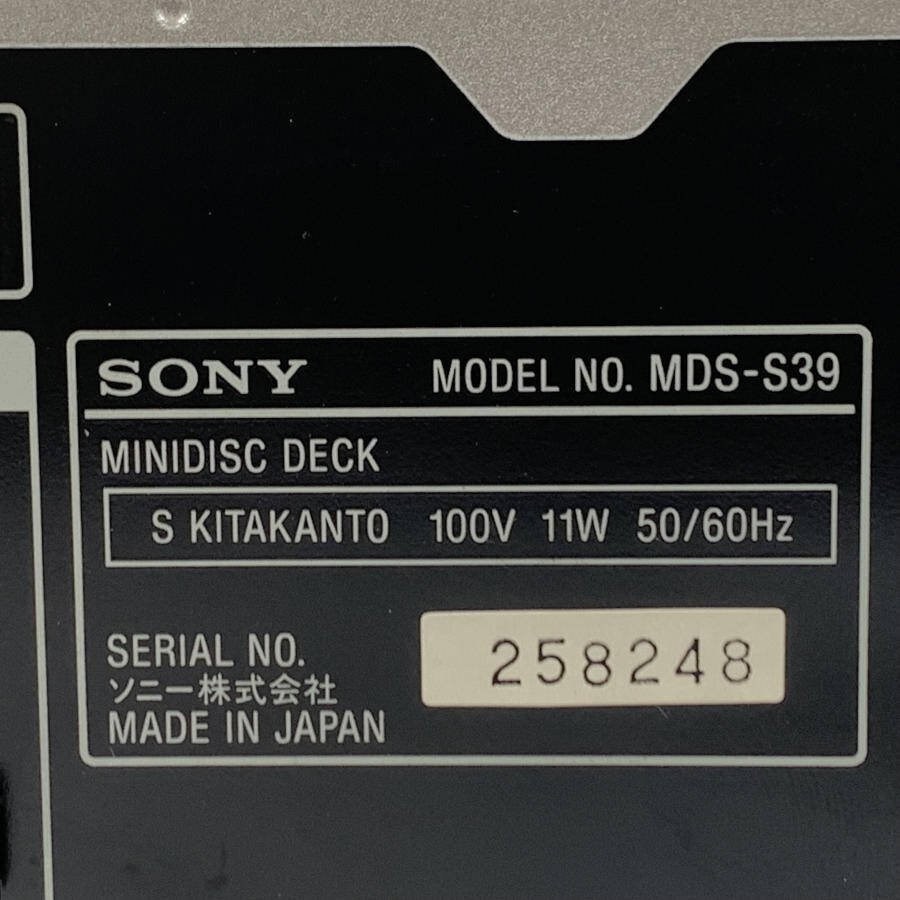 SONY MODEL NO. MDS-S39
MINIDISC DECK
S KITAKANTO 100V 11W 50/60Hz
SERIAL NO. 258248
ソニー株式会社
MADE IN JAPAN